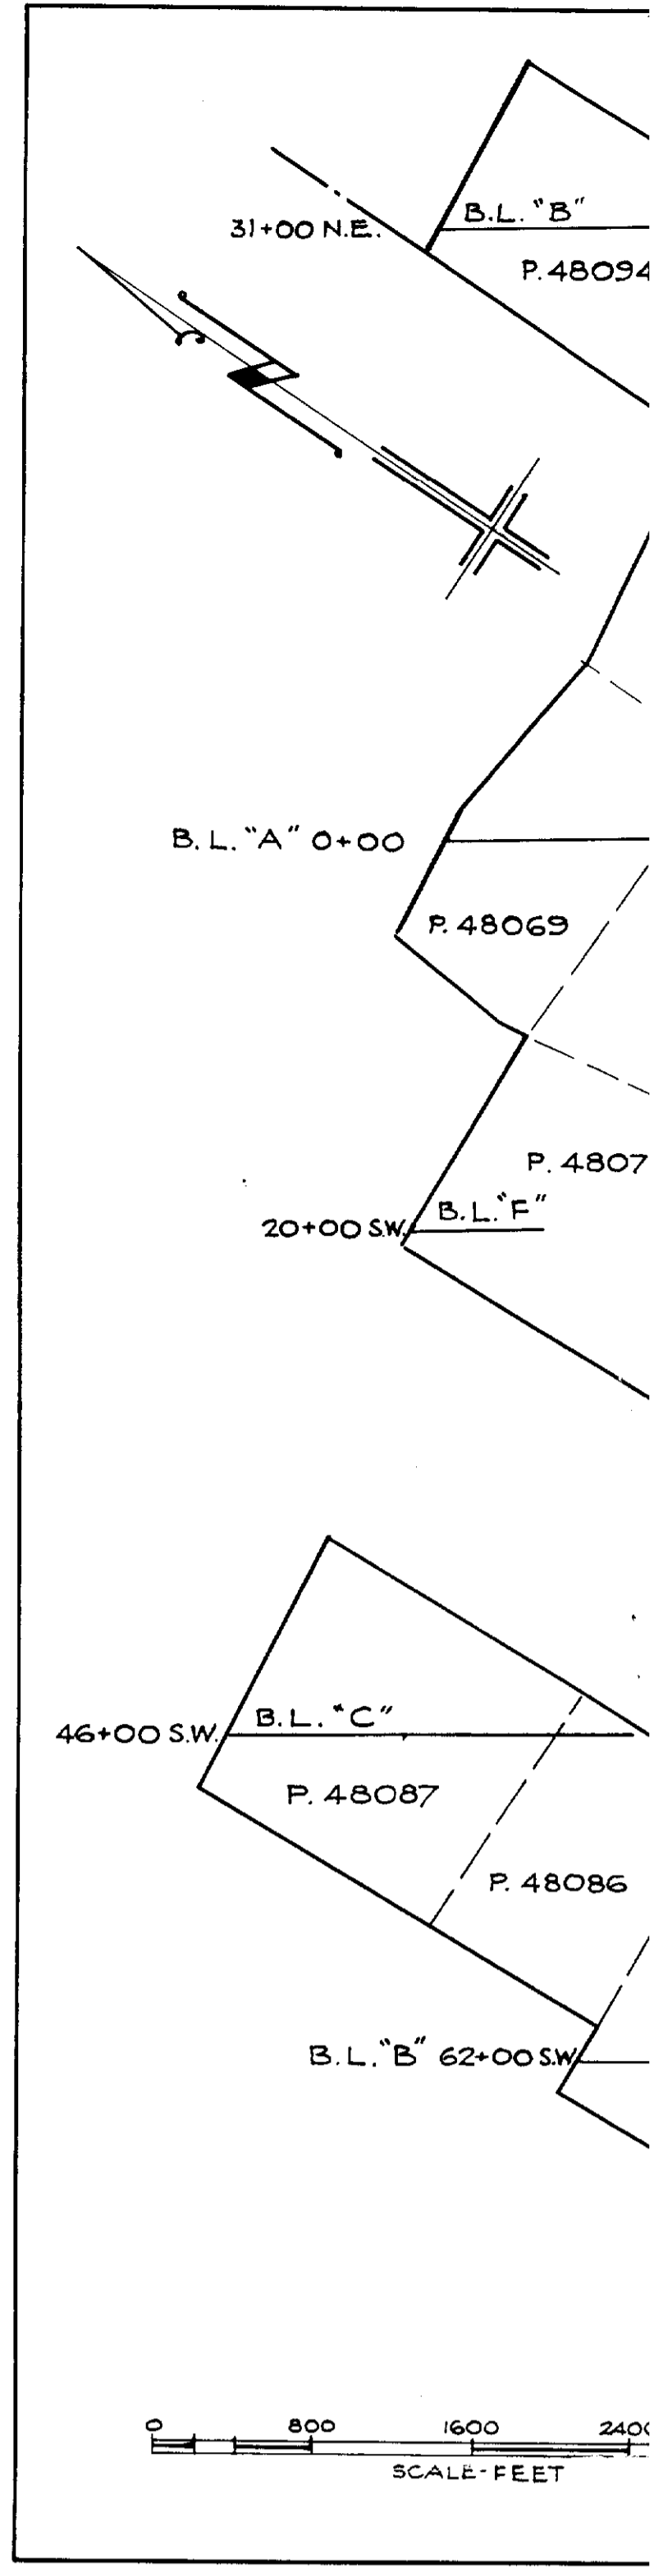 B.L. "B"
31+00 N.E.
P. 48094
N
B.L. "A" 0+00
P. 48069
P. 4807
B.L. "F"
20+00 S.W.
B.L. "C"
46+00 S.W.
P. 48087
P. 48086
B.L. "B" 62+00 S.W.
0 800 1600 2400
SCALE-FEET